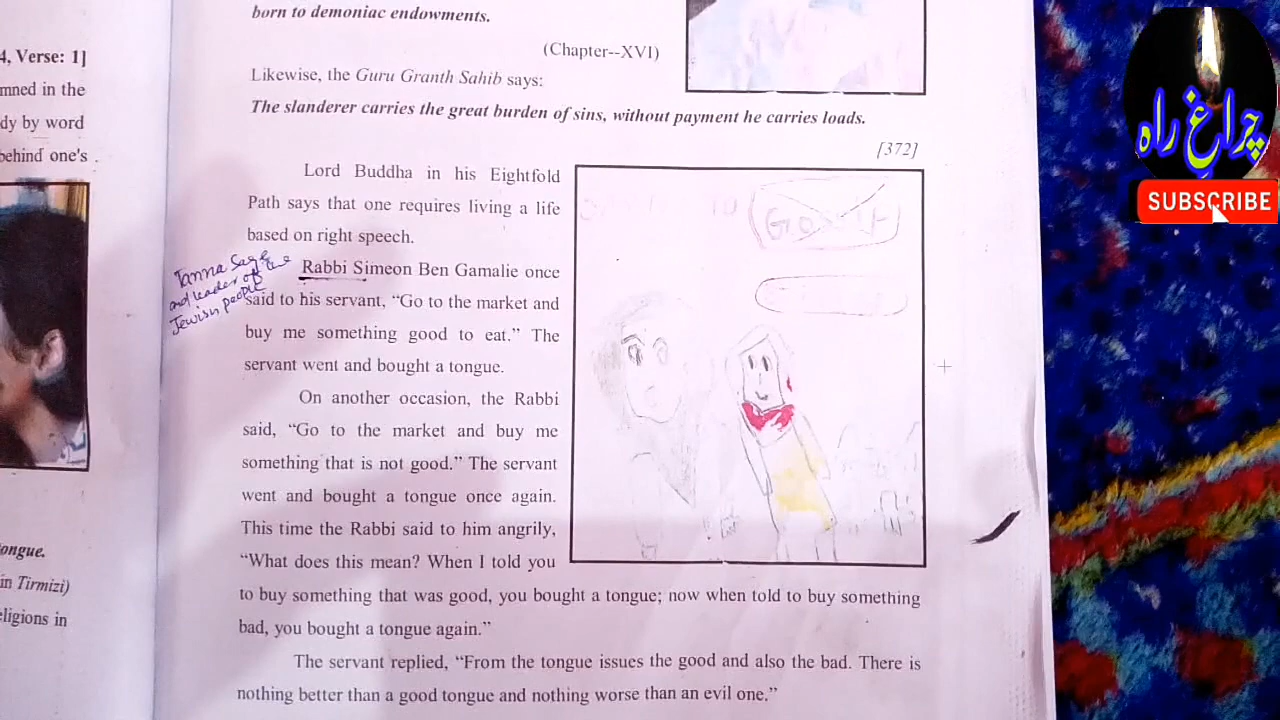 4, Verse: 1]
mned in the
dy by word
behind one's .
ongue.
in Tirmizi)
eligions in
born to demoniac endowments.
(Chapter--XVI)
Likewise, the Guru Granth Sahib says:
The slanderer carries the great burden of sins, without payment he carries loads.
[372]
Lord Buddha in his Eightfold
Path says that one requires living a life
based on right speech.
Tanna Sage
and leader of the
Jewish people
Rabbi Simeon Ben Gamalie once
said to his servant, “Go to the market and
buy me something good to eat.” The
servant went and bought a tongue.
On another occasion, the Rabbi
said, “Go to the market and buy me
something that is not good.” The servant
went and bought a tongue once again.
This time the Rabbi said to him angrily,
“What does this mean? When I told you
to buy something that was good, you bought a tongue; now when told to buy something
bad, you bought a tongue again.”
The servant replied, “From the tongue issues the good and also the bad. There is
nothing better than a good tongue and nothing worse than an evil one.”
چراغِ راہ
SUBSCRIBE